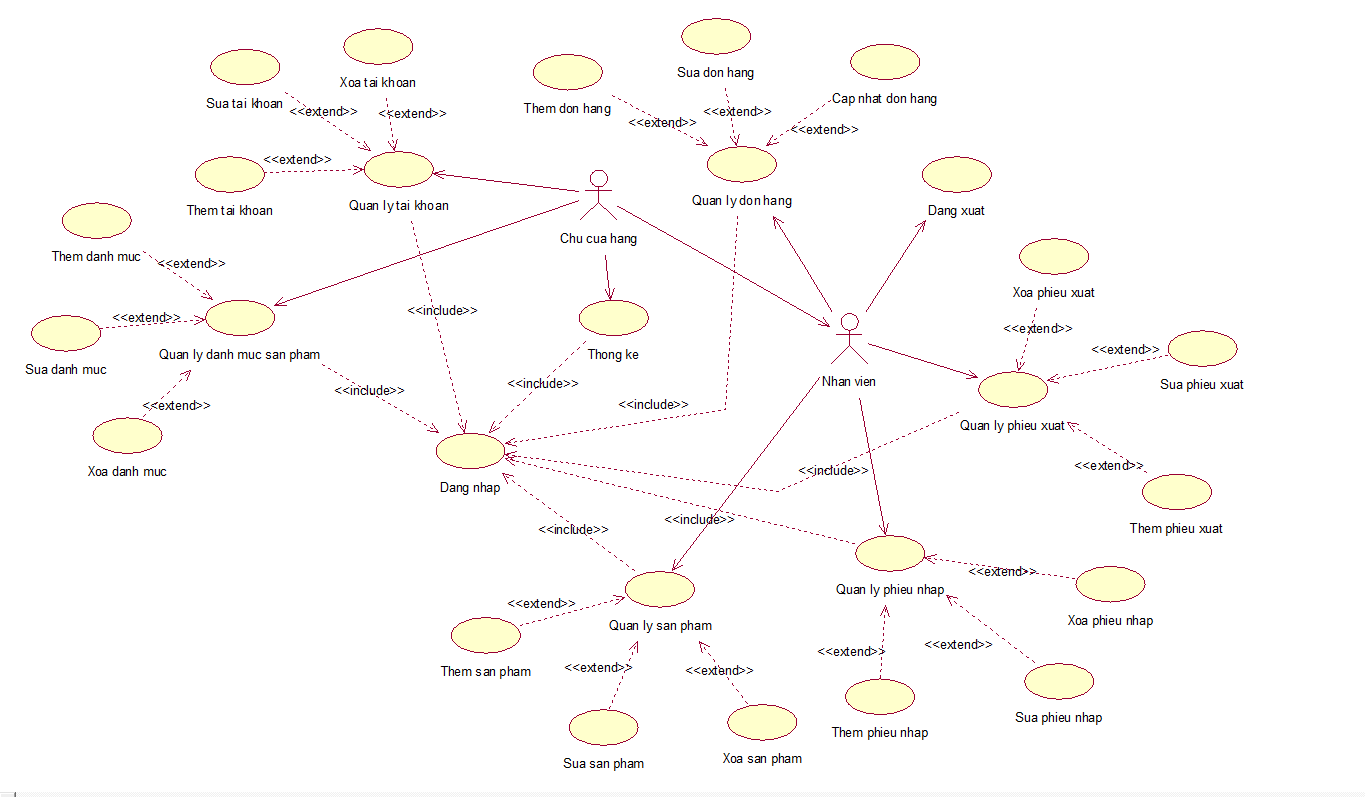 Xoa tai khoan
Sua tai khoan
<<extend>>
<<extend>>
Them tai khoan
<<extend>>
Quan ly tai khoan
Sua don hang
Them don hang
Cap nhat don hang
<<extend>>
<<extend>>
<<extend>>
Quan ly don hang
Dang xuat
Chu cua hang
Them danh muc
<<extend>>
<<extend>>
Sua danh muc
Quan ly danh muc san pham
<<extend>>
Xoa danh muc
<<include>>
<<include>>
Thong ke
<<include>>
<<include>>
Nhan vien
Xoa phieu xuat
<<extend>>
<<extend>>
Sua phieu xuat
Quan ly phieu xuat
<<extend>>
Them phieu xuat
<<include>>
Dang nhap
<<include>>
<<include>>
Quan ly phieu nhap
<<extend>>
Xoa phieu nhap
<<extend>>
<<extend>>
Sua phieu nhap
Them phieu nhap
<<extend>>
Quan ly san pham
Them san pham
<<extend>>
<<extend>>
Sua san pham
Xoa san pham